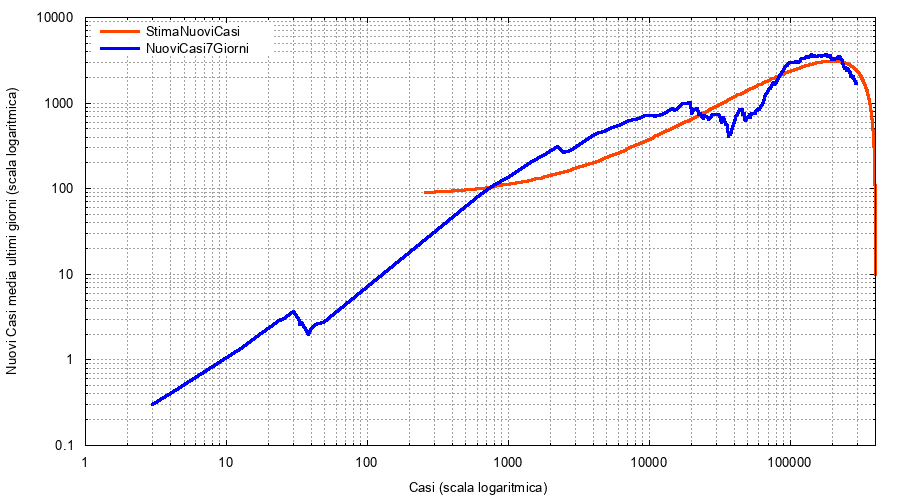 10000
1000
100
10
1
0.1
Nuovi Casi media ultimi giorni (scala logaritmica)
StimaNuoviCasi
NuoviCasi7Giorni
1 10 100 1000 10000 100000
Casi (scala logaritmica)